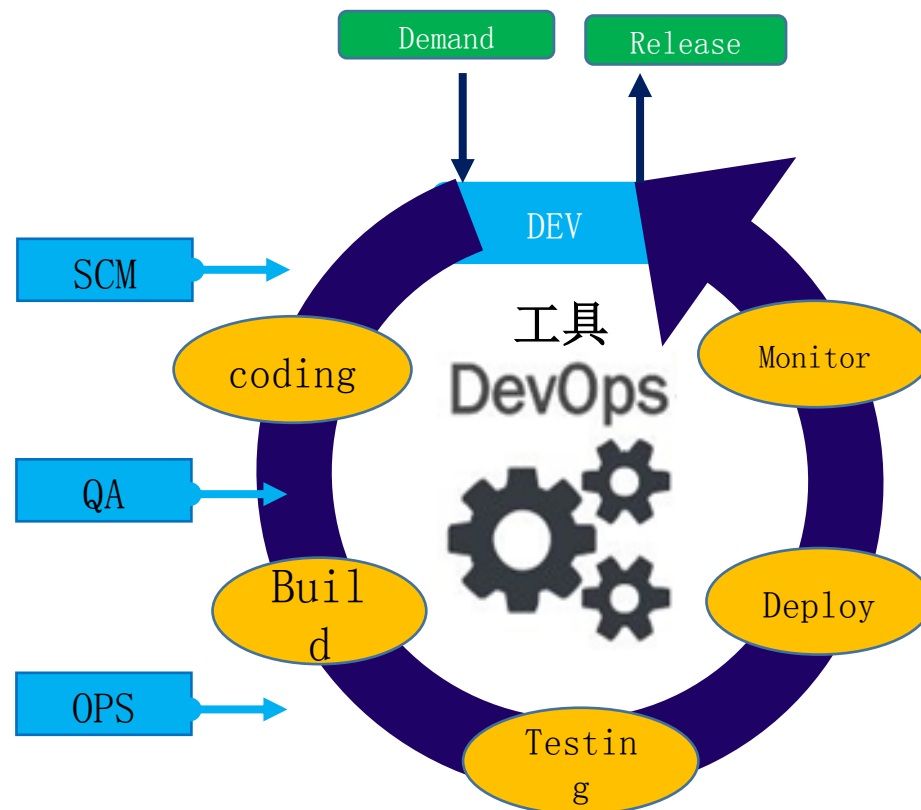 Demand
Release
DEV
SCM
工具
DevOps
coding
Monitor
QA
Buil
d
Deploy
OPS
Testin
g